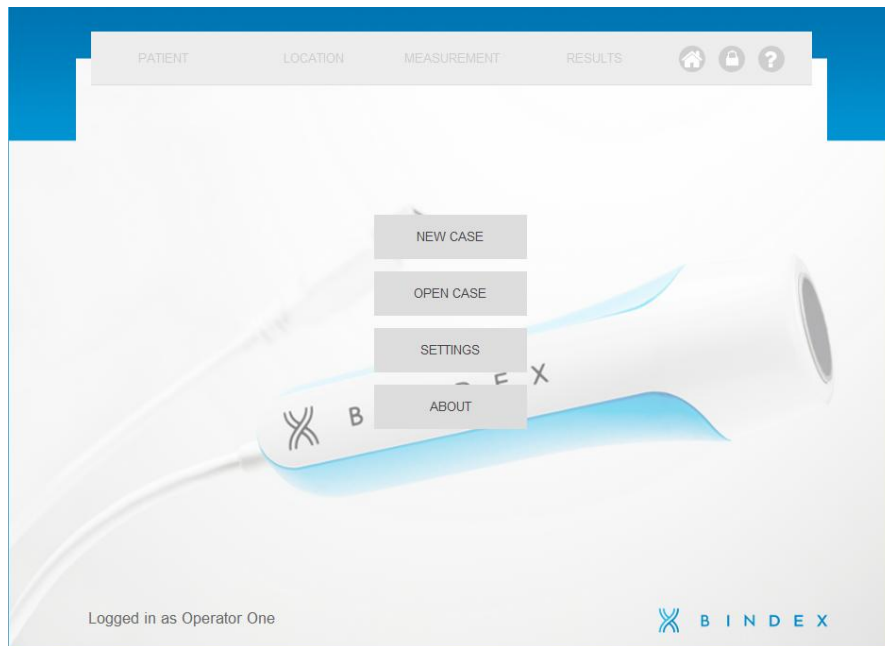 PATIENT LOCATION MEASUREMENT RESULTS ?
NEW CASE
OPEN CASE
SETTINGS
B E X
ABOUT
Logged in as Operator One
BINDEX